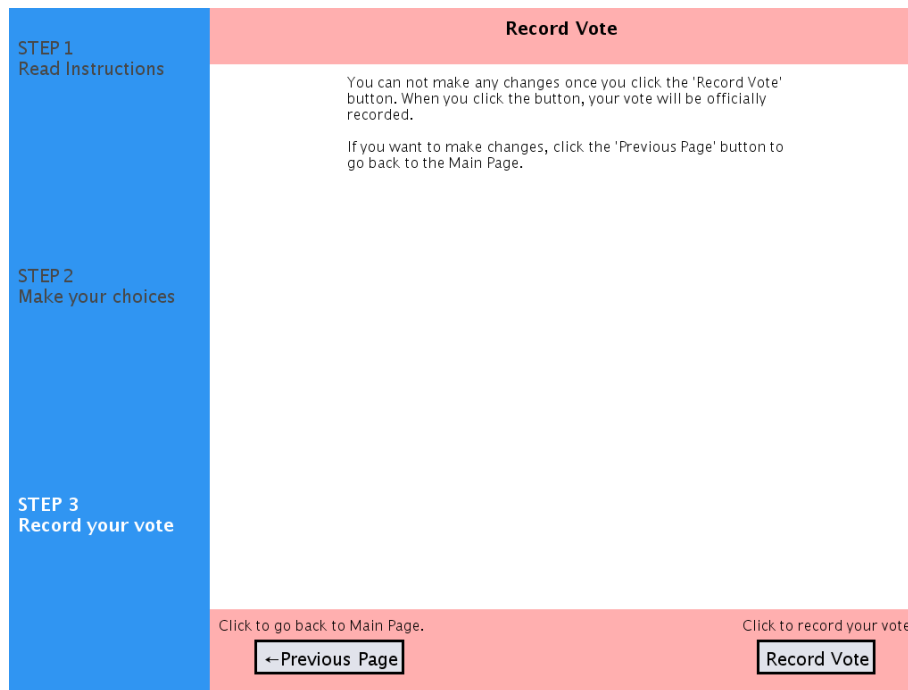 STEP 1
Read Instructions
STEP 2
Make your choices
STEP 3
Record your vote
Record Vote
You can not make any changes once you click the 'Record Vote'
button. When you click the button, your vote will be officially
recorded.
If you want to make changes, click the 'Previous Page' button to
go back to the Main Page.
Click to go back to Main Page.
←Previous Page
Click to record your vote
Record Vote